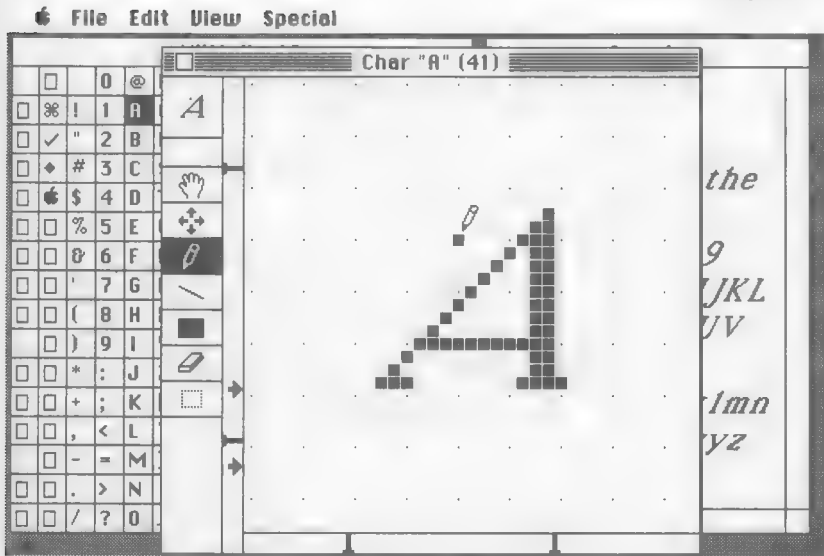 File Edit View Special
Char "A" (41)
0 @
⌘ ! 1 A
✓ " 2 B
◆ # 3 C
$ 4 D
% 5 E
& 6 F
' 7 G
( 8 H
) 9 I
* : J
+ ; K
, < L
- = M
. > N
/ ? O
A
A
the
9
JKL
UV
lmn
yz